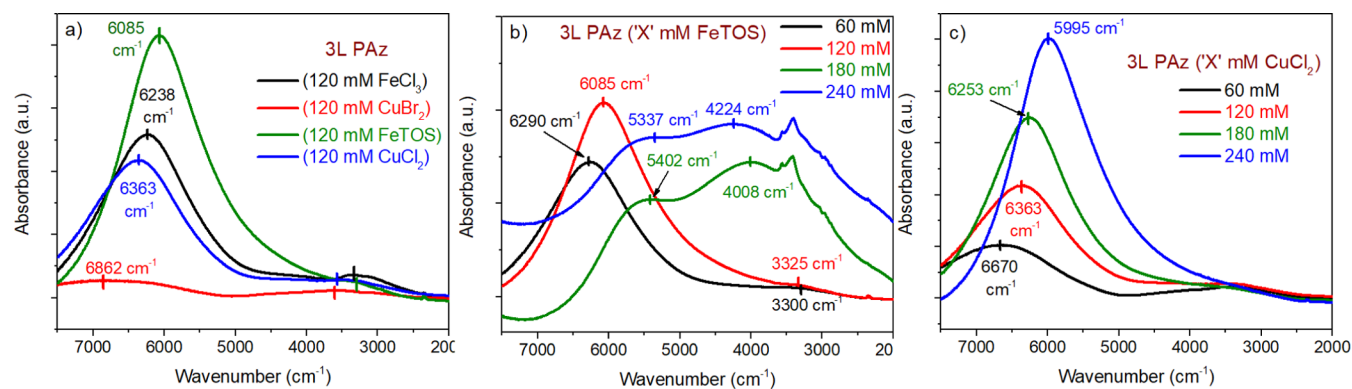 a)
6085
cm⁻¹
3L PAz
(120 mM FeCl₃)
(120 mM CuBr₂)
(120 mM FeTOS)
(120 mM CuCl₂)
6238
cm⁻¹
6363
cm⁻¹
6862 cm⁻¹
Absorbance (a.u.)
7000 6000 5000 4000 3000 200
Wavenumber (cm⁻¹)
b)
3L PAz ('X' mM FeTOS)
60 mM
120 mM
180 mM
240 mM
6085 cm⁻¹
6290 cm⁻¹
5337 cm⁻¹
4224 cm⁻¹
5402 cm⁻¹
4008 cm⁻¹
3325 cm⁻¹
3300 cm⁻¹
Absorbance (a.u.)
7000 6000 5000 4000 3000 20
Wavenumber (cm⁻¹)
c)
5995 cm⁻¹
3L PAz ('X' mM CuCl₂)
60 mM
120 mM
180 mM
240 mM
6253 cm⁻¹
6363
cm⁻¹
6670
cm⁻¹
Absorbance (a.u.)
7000 6000 5000 4000 3000 2000
Wavenumber (cm⁻¹)